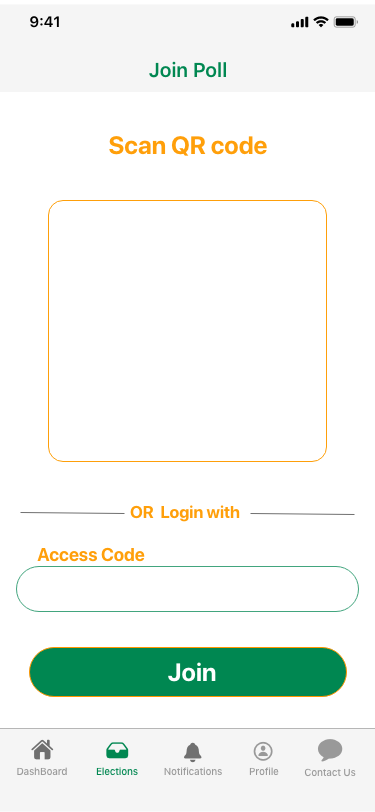 9:41
Join Poll
Scan QR code
OR Login with
Access Code
Join
DashBoard Elections Notifications Profile Contact Us